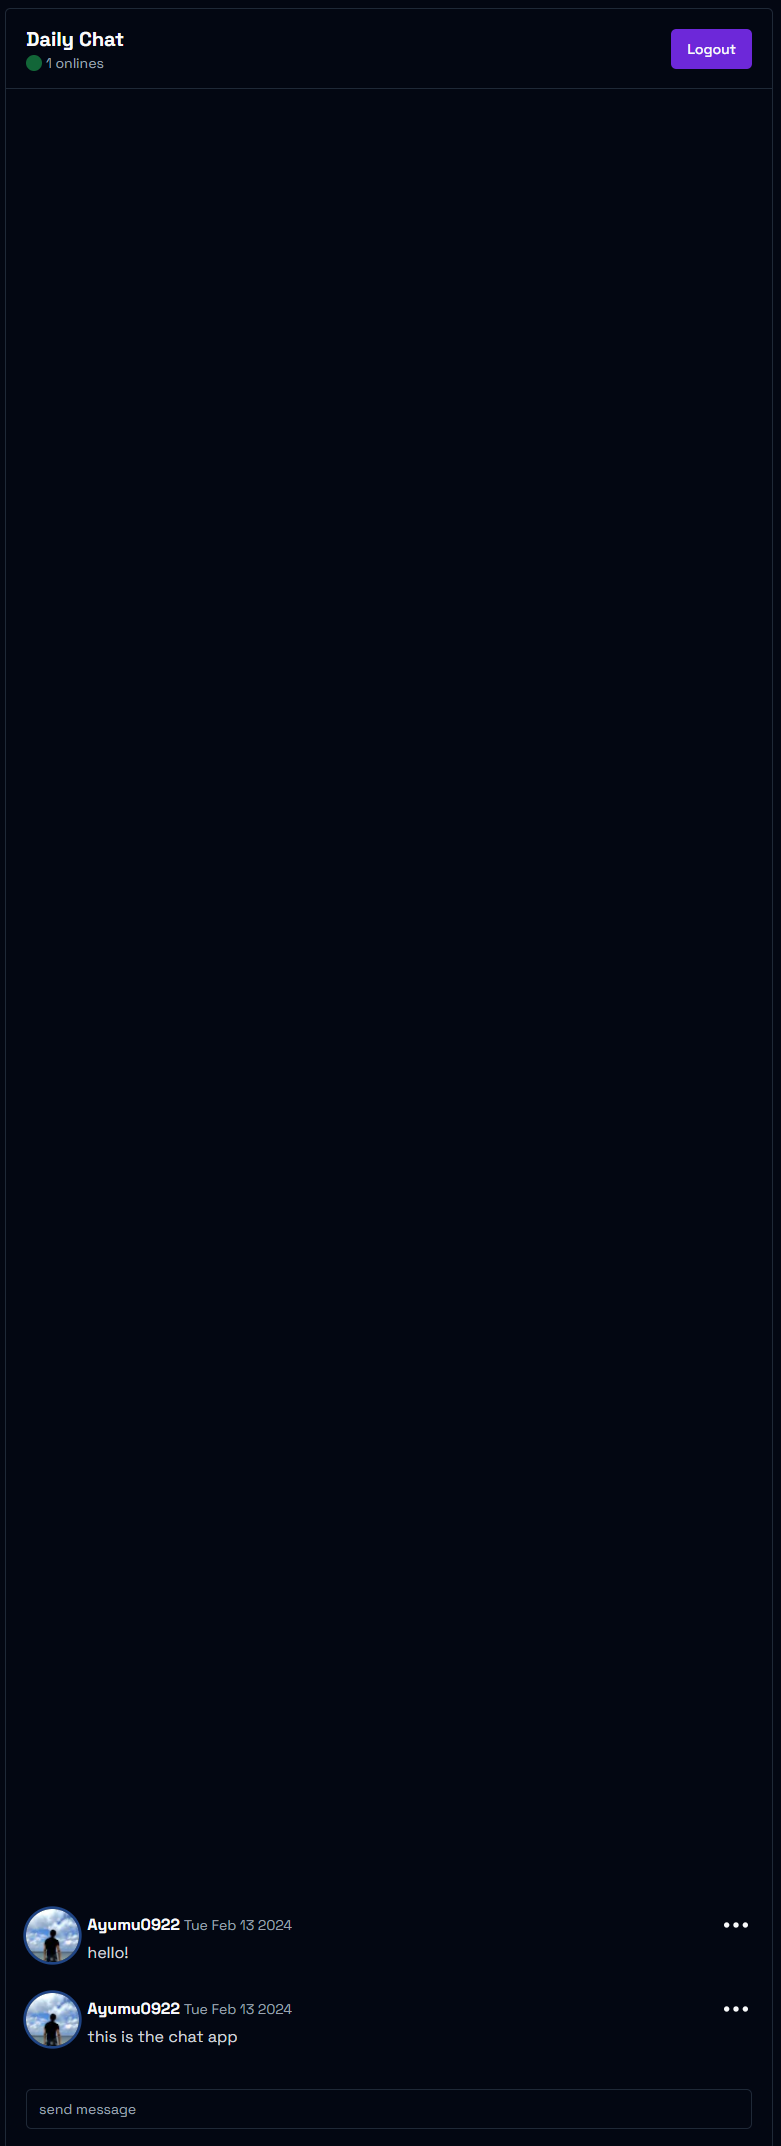 Daily Chat
1 onlines
Logout
Ayumu0922 Tue Feb 13 2024
hello!
Ayumu0922 Tue Feb 13 2024
this is the chat app
send message